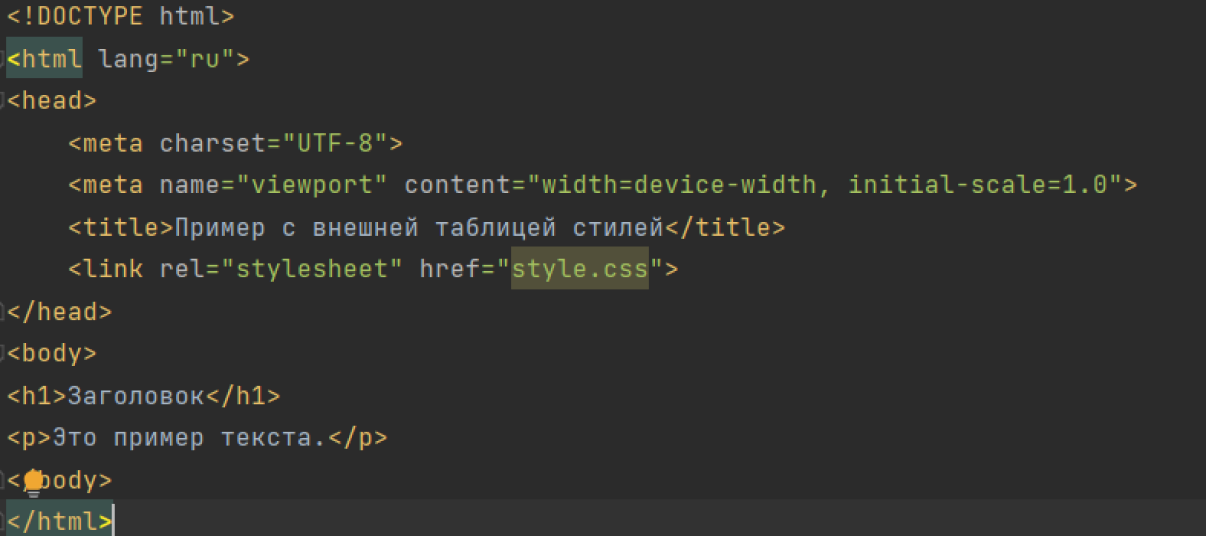 <!DOCTYPE html>
<html lang="ru">
<head>
    <meta charset="UTF-8">
    <meta name="viewport" content="width=device-width, initial-scale=1.0">
    <title>Пример с внешней таблицей стилей</title>
    <link rel="stylesheet" href="style.css">
</head>
<body>
<h1>Заголовок</h1>
<p>Это пример текста.</p>
</body>
</html>